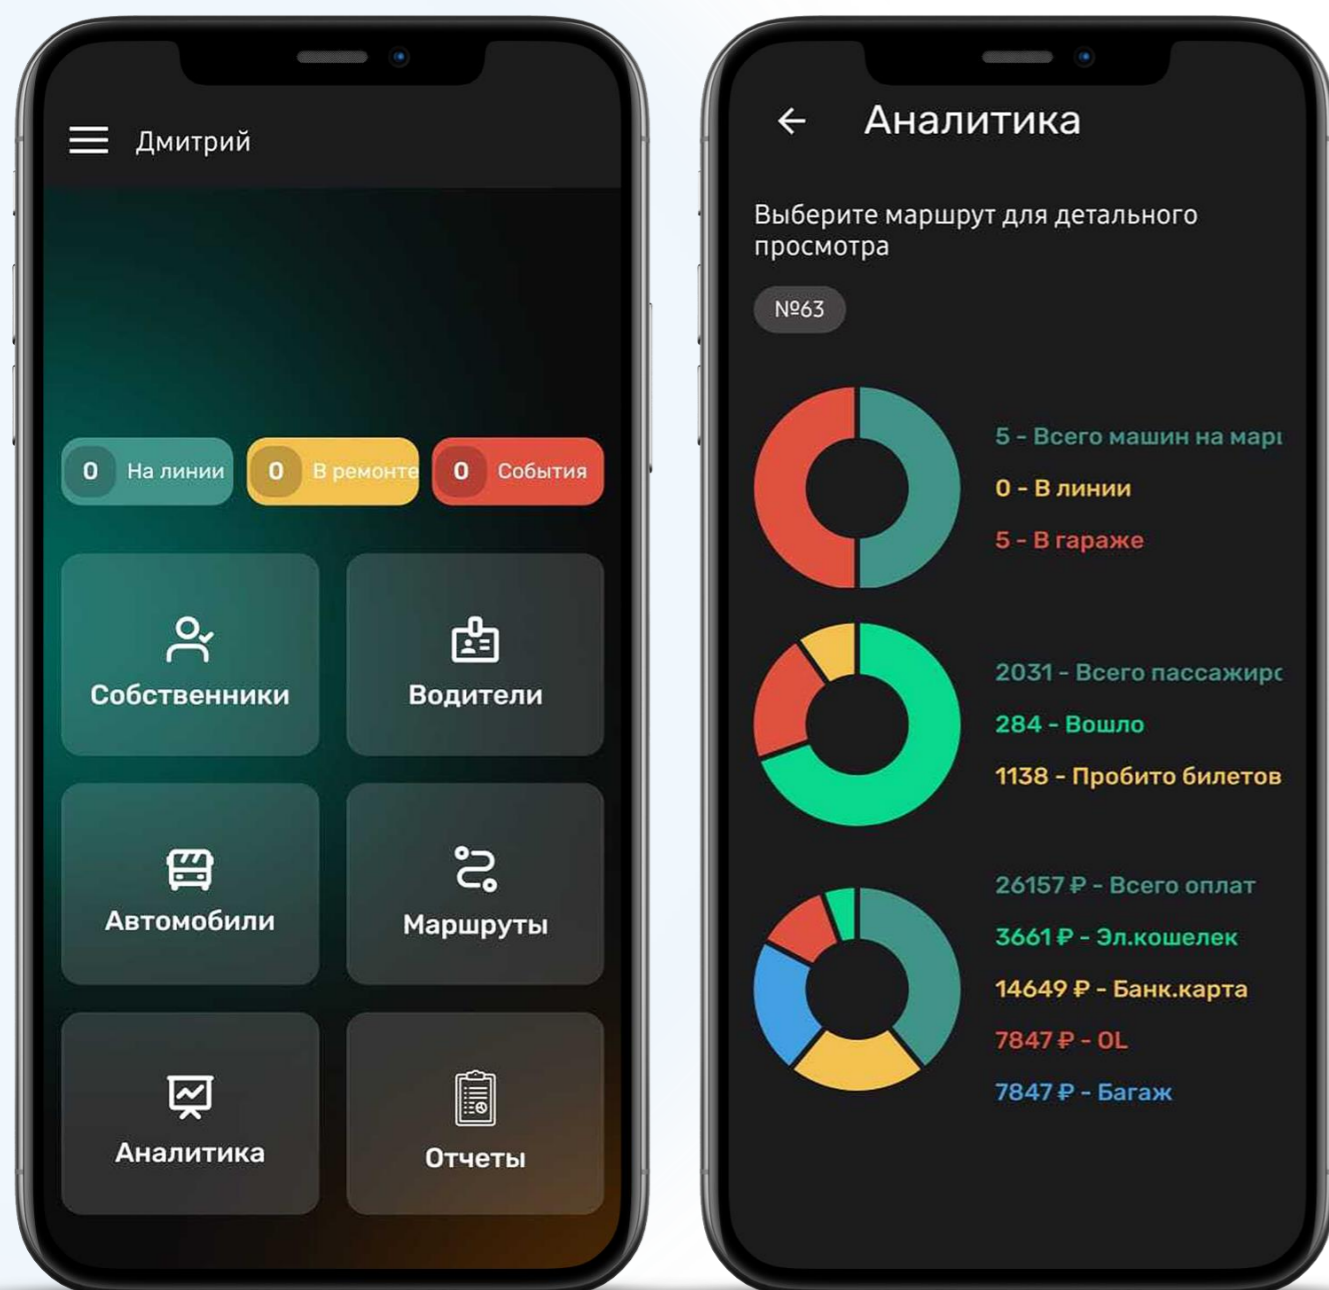 Дмитрий
0 На линии
0 В ремонте
0 События
Собственники
Водители
Автомобили
Маршруты
Аналитика
Отчеты
Аналитика
Выберите маршрут для детального
просмотра
№63
5 - Всего машин на мар
0 - В линии
5 - В гараже
2031 - Всего пассажир
284 - Вошло
1138 - Пробито билетов
26157 ₽ - Всего оплат
3661 ₽ - Эл.кошелек
14649 ₽ - Банк.карта
7847 ₽ - OL
7847 ₽ - Багаж